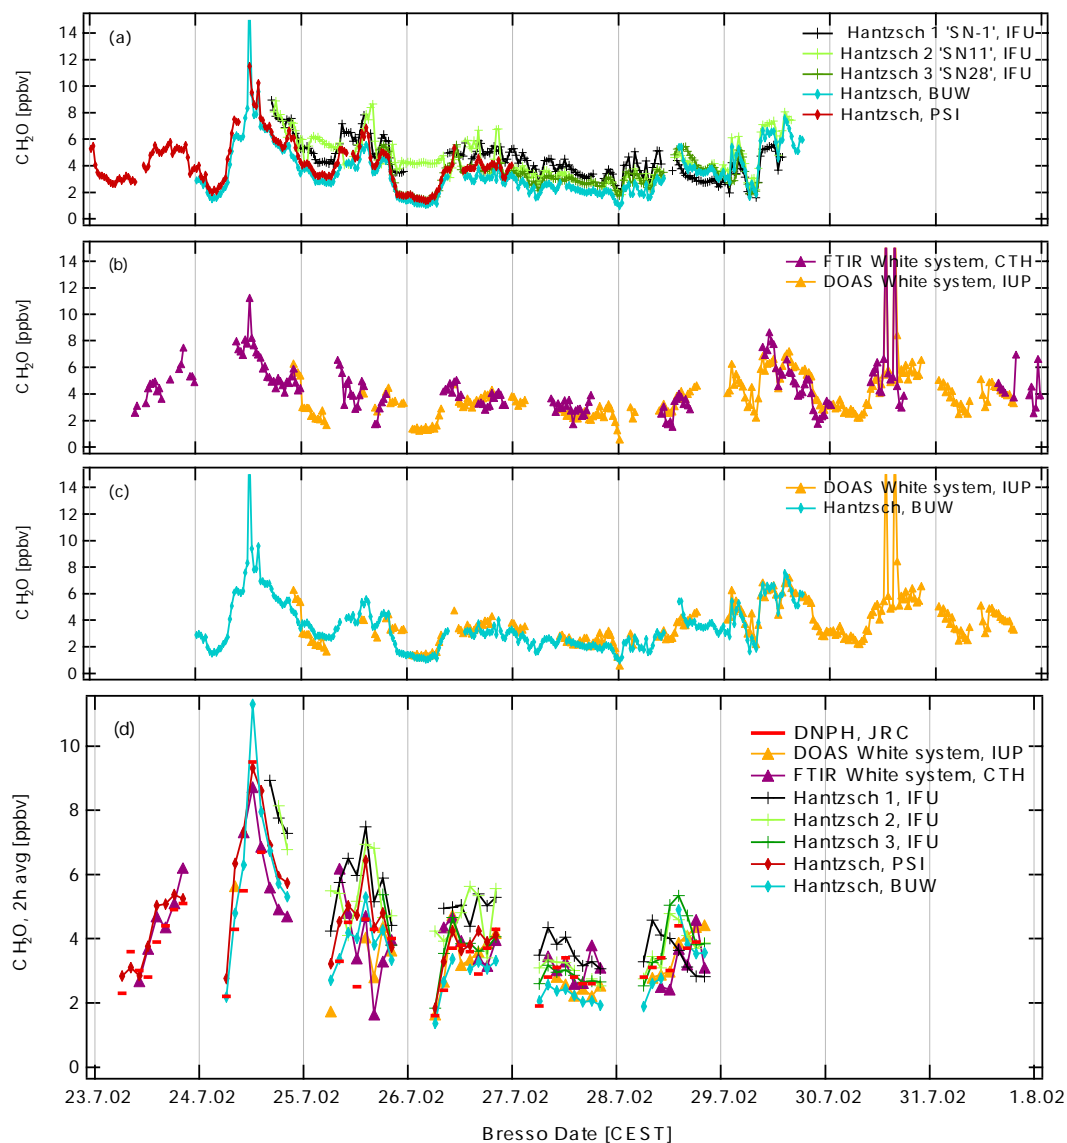 14
12
10
8
6
4
2
0
C H₂O [ppbv]
(a)
Hantzsch 1 'SN-1', IFU
Hantzsch 2 'SN11', IFU
Hantzsch 3 'SN28', IFU
Hantzsch, BUW
Hantzsch, PSI
14
12
10
8
6
4
2
0
C H₂O [ppbv]
(b)
FTIR White system, CTH
DOAS White system, IUP
14
12
10
8
6
4
2
0
C H₂O [ppbv]
(c)
DOAS White system, IUP
Hantzsch, BUW
10
8
6
4
2
0
C H₂O, 2h avg [ppbv]
(d)
DNPH, JRC
DOAS White system, IUP
FTIR White system, CTH
Hantzsch 1, IFU
Hantzsch 2, IFU
Hantzsch 3, IFU
Hantzsch, PSI
Hantzsch, BUW
23.7.02 24.7.02 25.7.02 26.7.02 27.7.02 28.7.02 29.7.02 30.7.02 31.7.02 1.8.02
Bresso Date [CEST]